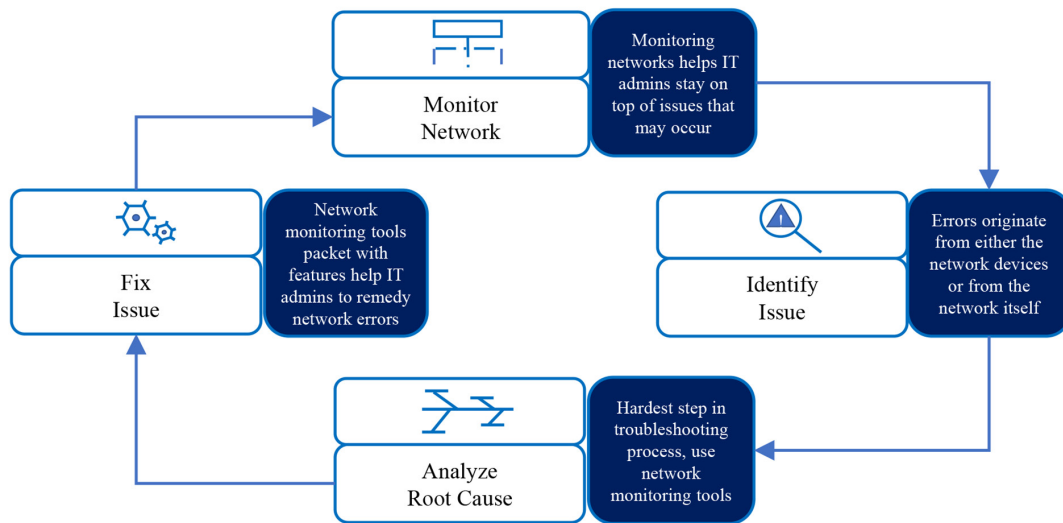 Monitor
Network
Monitoring
networks helps IT
admins stay on
top of issues that
may occur
Fix
Issue
Network
monitoring tools
packet with
features help IT
admins to remedy
network errors
Identify
Issue
Errors originate
from either the
network devices
or from the
network itself
Analyze
Root Cause
Hardest step in
troubleshooting
process, use
network
monitoring tools